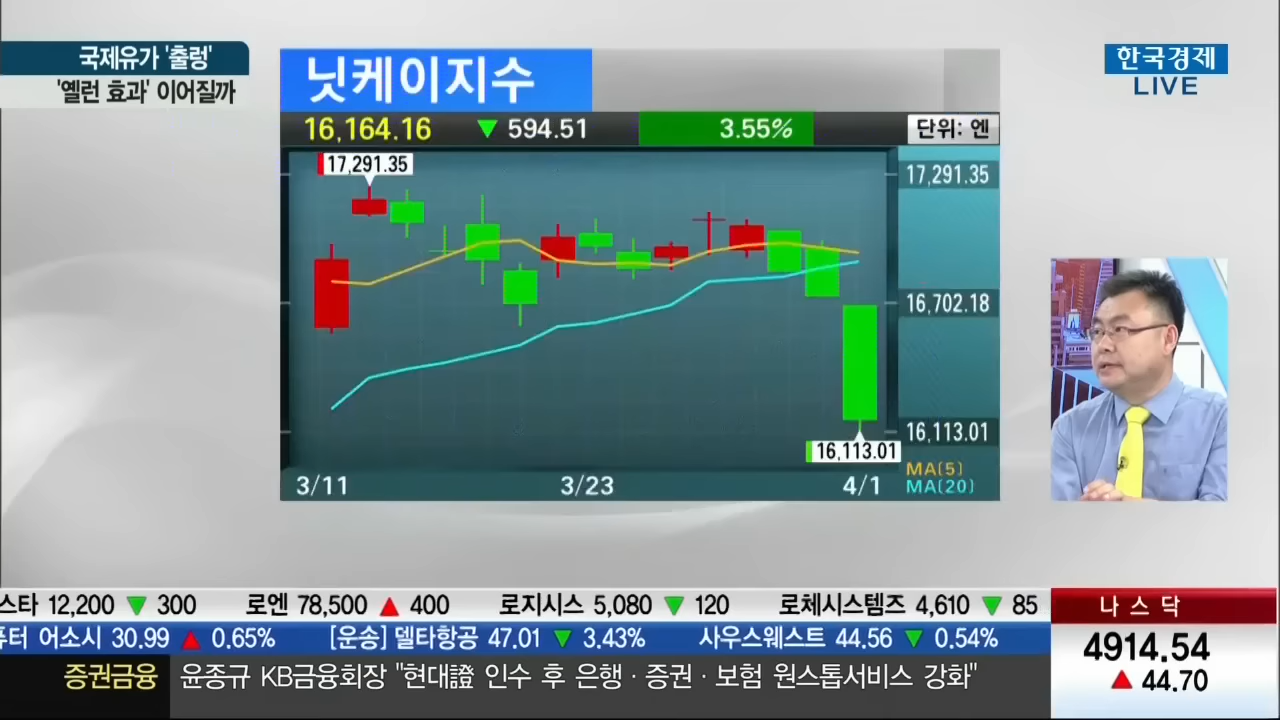 국제유가 '출렁'
'옐런 효과' 이어질까
한국경제
LIVE
닛케이지수
16,164.16 ▼ 594.51 3.55% 단위: 엔
17,291.35
17,291.35
16,702.18
16,113.01
16,113.01
MA(5)
MA(20)
3/11 3/23 4/1
스타 12,200 ▼ 300 로엔 78,500 ▲ 400 로지시스 5,080 ▼ 120 로체시스템즈 4,610 ▼ 85
퓨터 어소시 30.99 ▲ 0.65% [운송] 델타항공 47.01 ▼ 3.43% 사우스웨스트 44.56 ▼ 0.54%
나스닥
4914.54
▲ 44.70
증권금융 윤종규 KB금융회장 "현대證 인수 후 은행·증권·보험 원스톱서비스 강화"